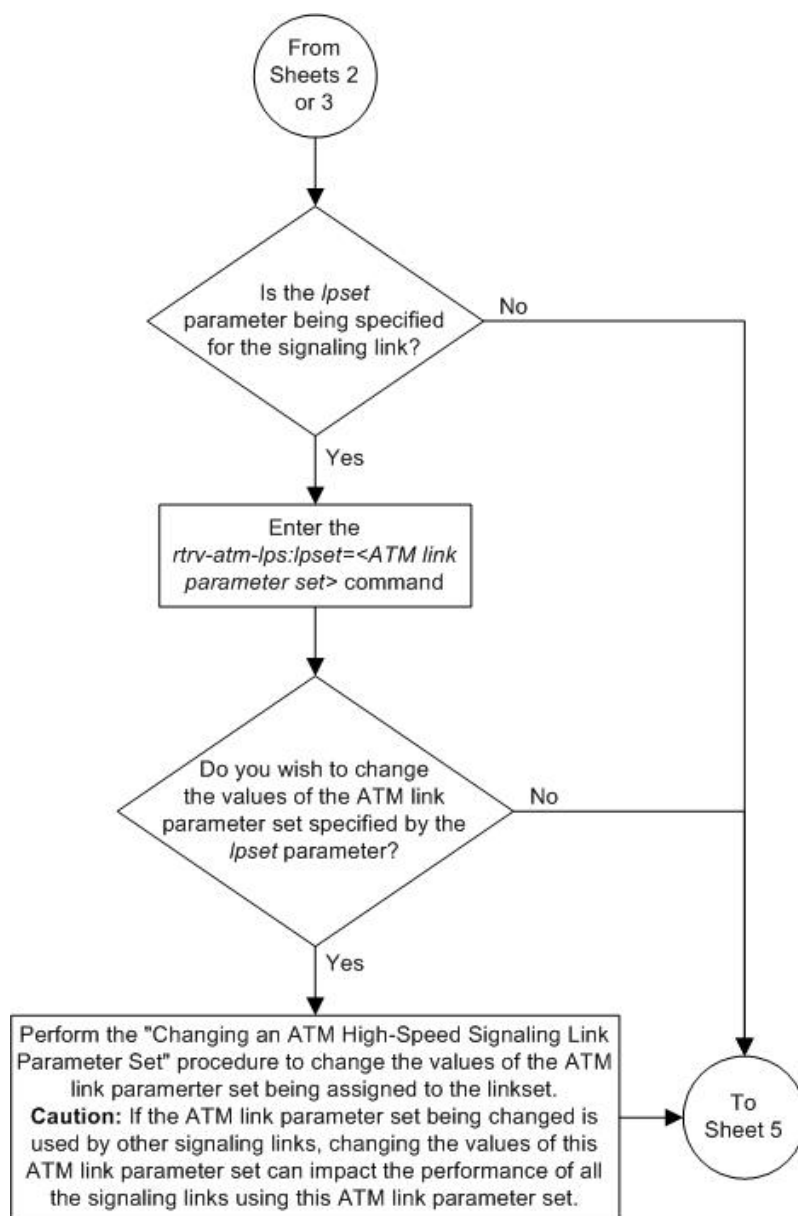 From
Sheets 2
or 3
Is the lpset
parameter being specified
for the signaling link?
No
Yes
Enter the
rtrv-atm-lps:lpset=<ATM link
parameter set> command
Do you wish to change
the values of the ATM link
parameter set specified by the
lpset parameter?
No
Yes
Perform the "Changing an ATM High-Speed Signaling Link
Parameter Set" procedure to change the values of the ATM
link paramerter set being assigned to the linkset.
Caution: If the ATM link parameter set being changed is
used by other signaling links, changing the values of this
ATM link parameter set can impact the performance of all
the signaling links using this ATM link parameter set.
To
Sheet 5